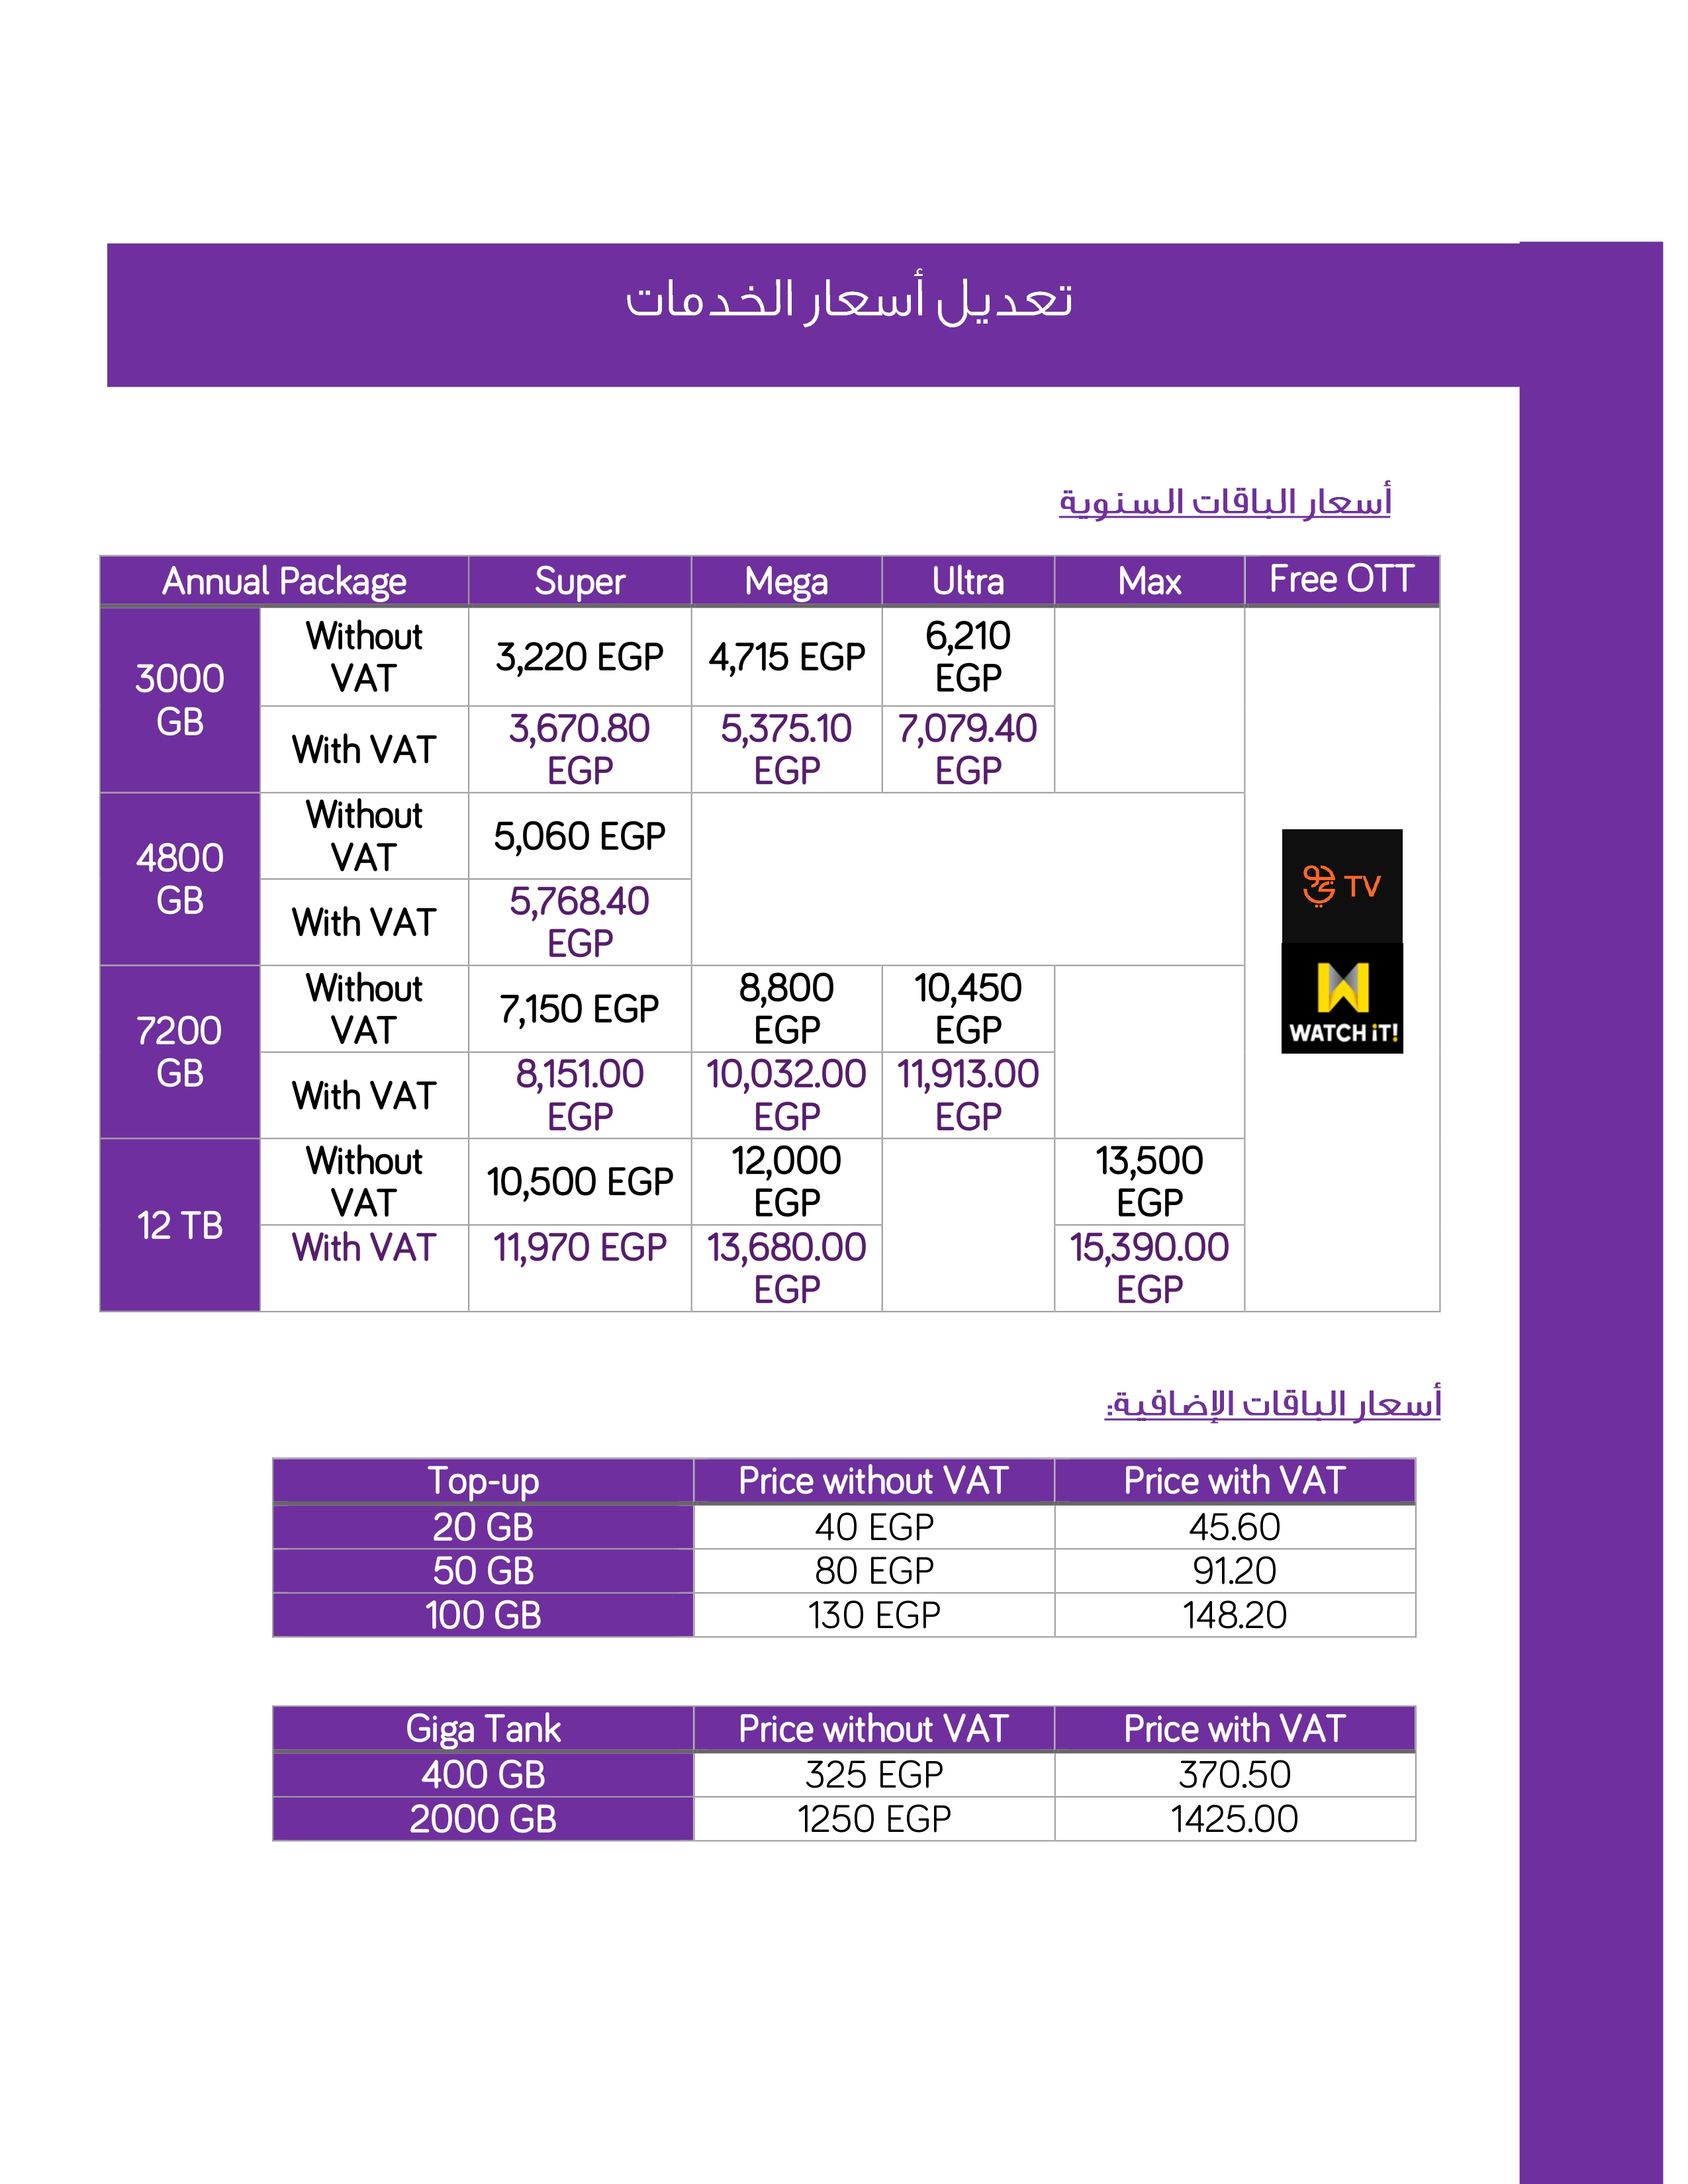 تعديل أسعار الخدمات
أسعار الباقات السنوية
Annual Package Super Mega Ultra Max Free OTT
3000 GB
Without VAT 3,220 EGP 4,715 EGP 6,210 EGP
With VAT 3,670.80 EGP 5,375.10 EGP 7,079.40 EGP
4800 GB
Without VAT 5,060 EGP
With VAT 5,768.40 EGP
TV
WATCH iT!
7200 GB
Without VAT 7,150 EGP 8,800 EGP 10,450 EGP
With VAT 8,151.00 EGP 10,032.00 EGP 11,913.00 EGP
12 TB
Without VAT 10,500 EGP 12,000 EGP 13,500 EGP
With VAT 11,970 EGP 13,680.00 EGP 15,390.00 EGP
أسعار الباقات الإضافية:
Top-up Price without VAT Price with VAT
20 GB 40 EGP 45.60
50 GB 80 EGP 91.20
100 GB 130 EGP 148.20
Giga Tank Price without VAT Price with VAT
400 GB 325 EGP 370.50
2000 GB 1250 EGP 1425.00